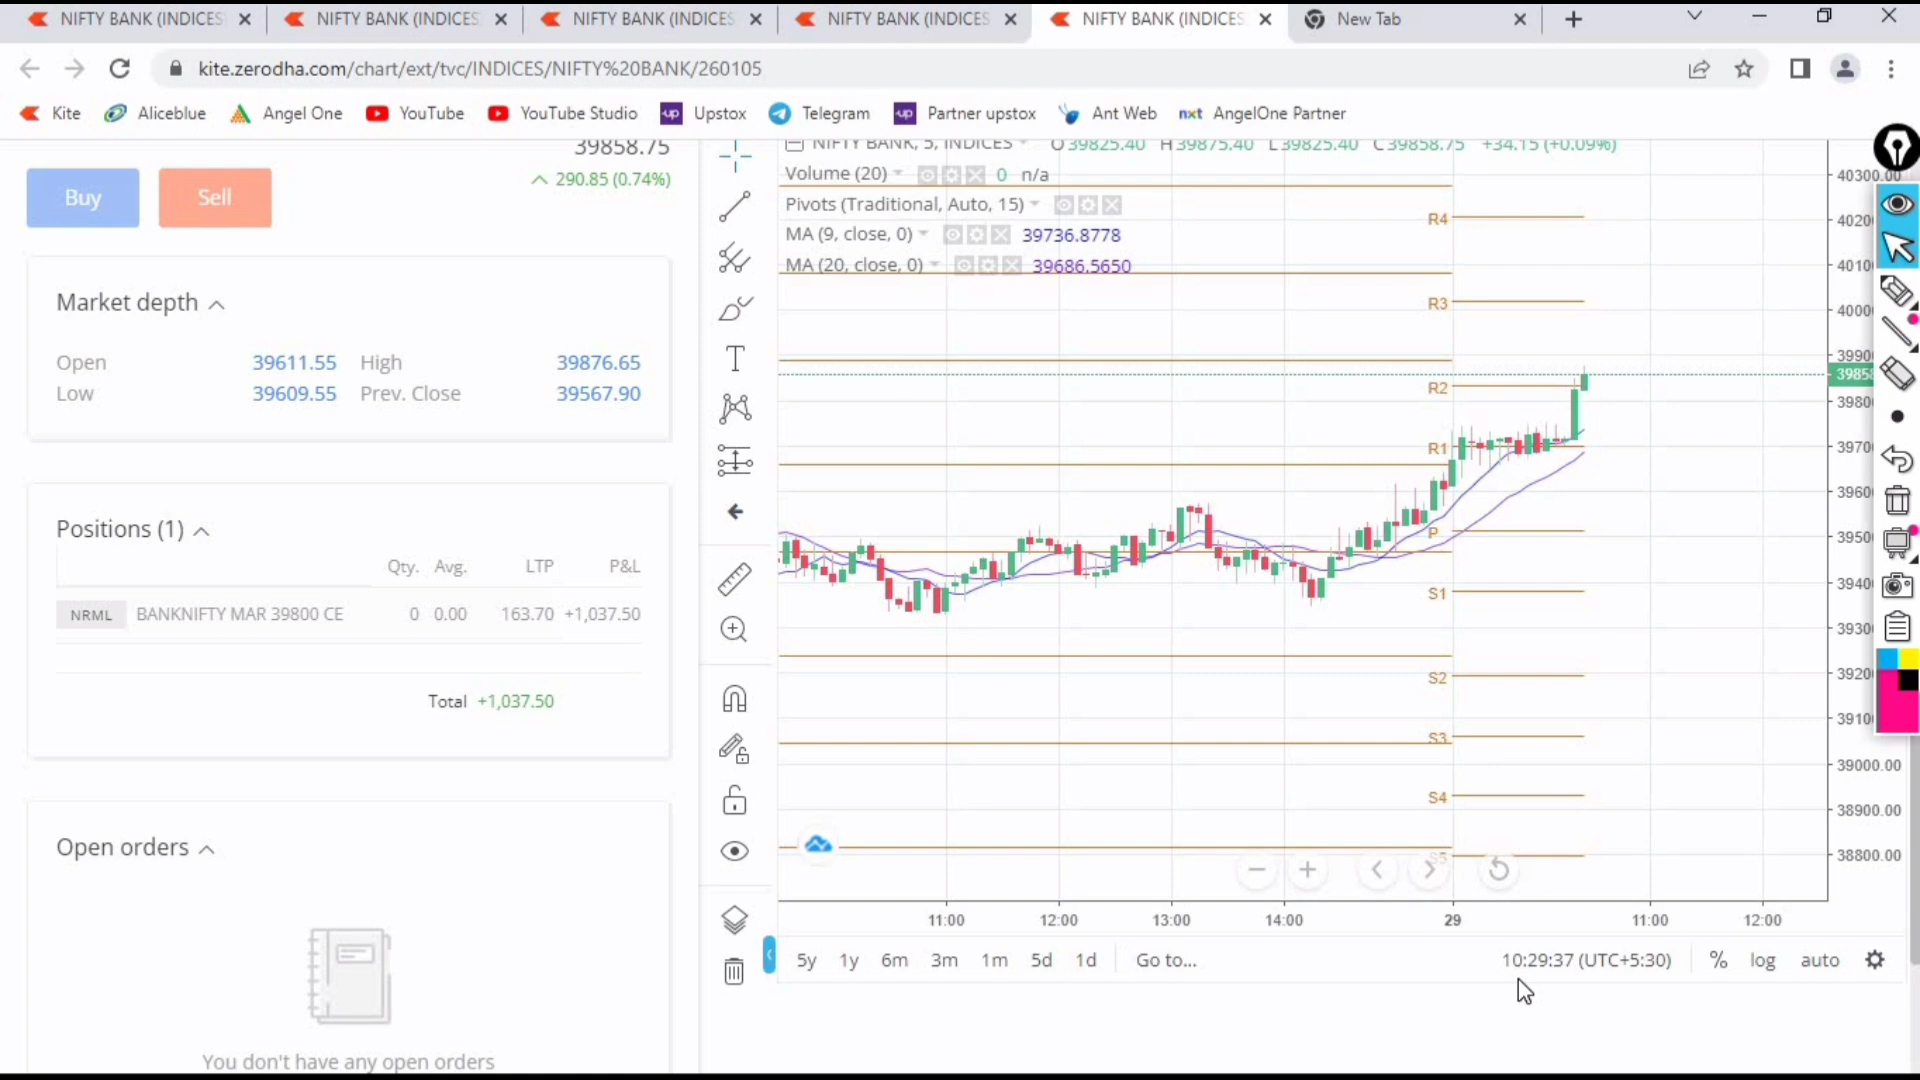 NIFTY BANK (INDICES NIFTY BANK (INDICES NIFTY BANK (INDICES NIFTY BANK (INDICES NIFTY BANK (INDICES New Tab
kite.zerodha.com/chart/ext/tvc/INDICES/NIFTY%20BANK/260105
Kite Aliceblue Angel One YouTube YouTube Studio Upstox Telegram Partner upstox Ant Web nxt AngelOne Partner
39858.75
290.85 (0.74%)
Buy Sell
Market depth
Open 39611.55 High 39876.65
Low 39609.55 Prev. Close 39567.90
Positions (1)
Qty. Avg. LTP P&L
NRML BANKNIFTY MAR 39800 CE 0 0.00 163.70 +1,037.50
Total +1,037.50
Open orders
You don't have any open orders
NIFTY BANK, 5, INDICES O39825.40 H39875.40 L39825.40 C39858.75 +34.15 (+0.09%)
Volume (20) 0 n/a
Pivots (Traditional, Auto, 15)
MA (9, close, 0) 39736.8778
MA (20, close, 0) 39686.5650
R4
R3
R2
R1
P
S1
S2
S3
S4
S5
40300.00
39000.00
38900.00
38800.00
11:00 12:00 13:00 14:00 29 11:00 12:00
5y 1y 6m 3m 1m 5d 1d Go to... 10:29:37 (UTC+5:30) % log auto